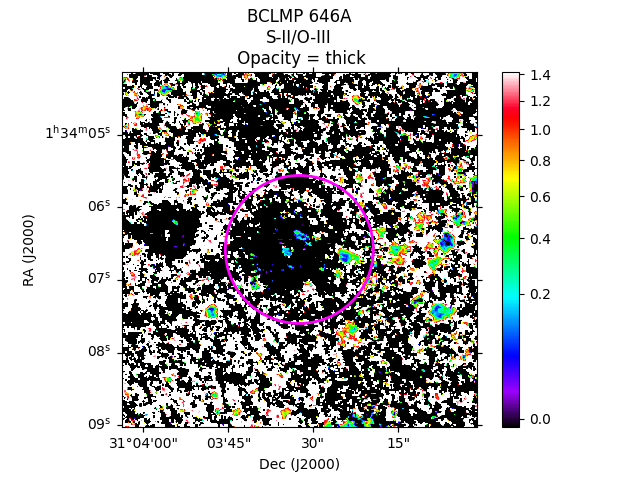 BCLMP 646A
S-II/O-III
Opacity = thick
1ʰ34ᵐ05ˢ
06ˢ
07ˢ
08ˢ
09ˢ
RA (J2000)
31°04'00" 03'45" 30" 15"
Dec (J2000)
1.4
1.2
1.0
0.8
0.6
0.4
0.2
0.0